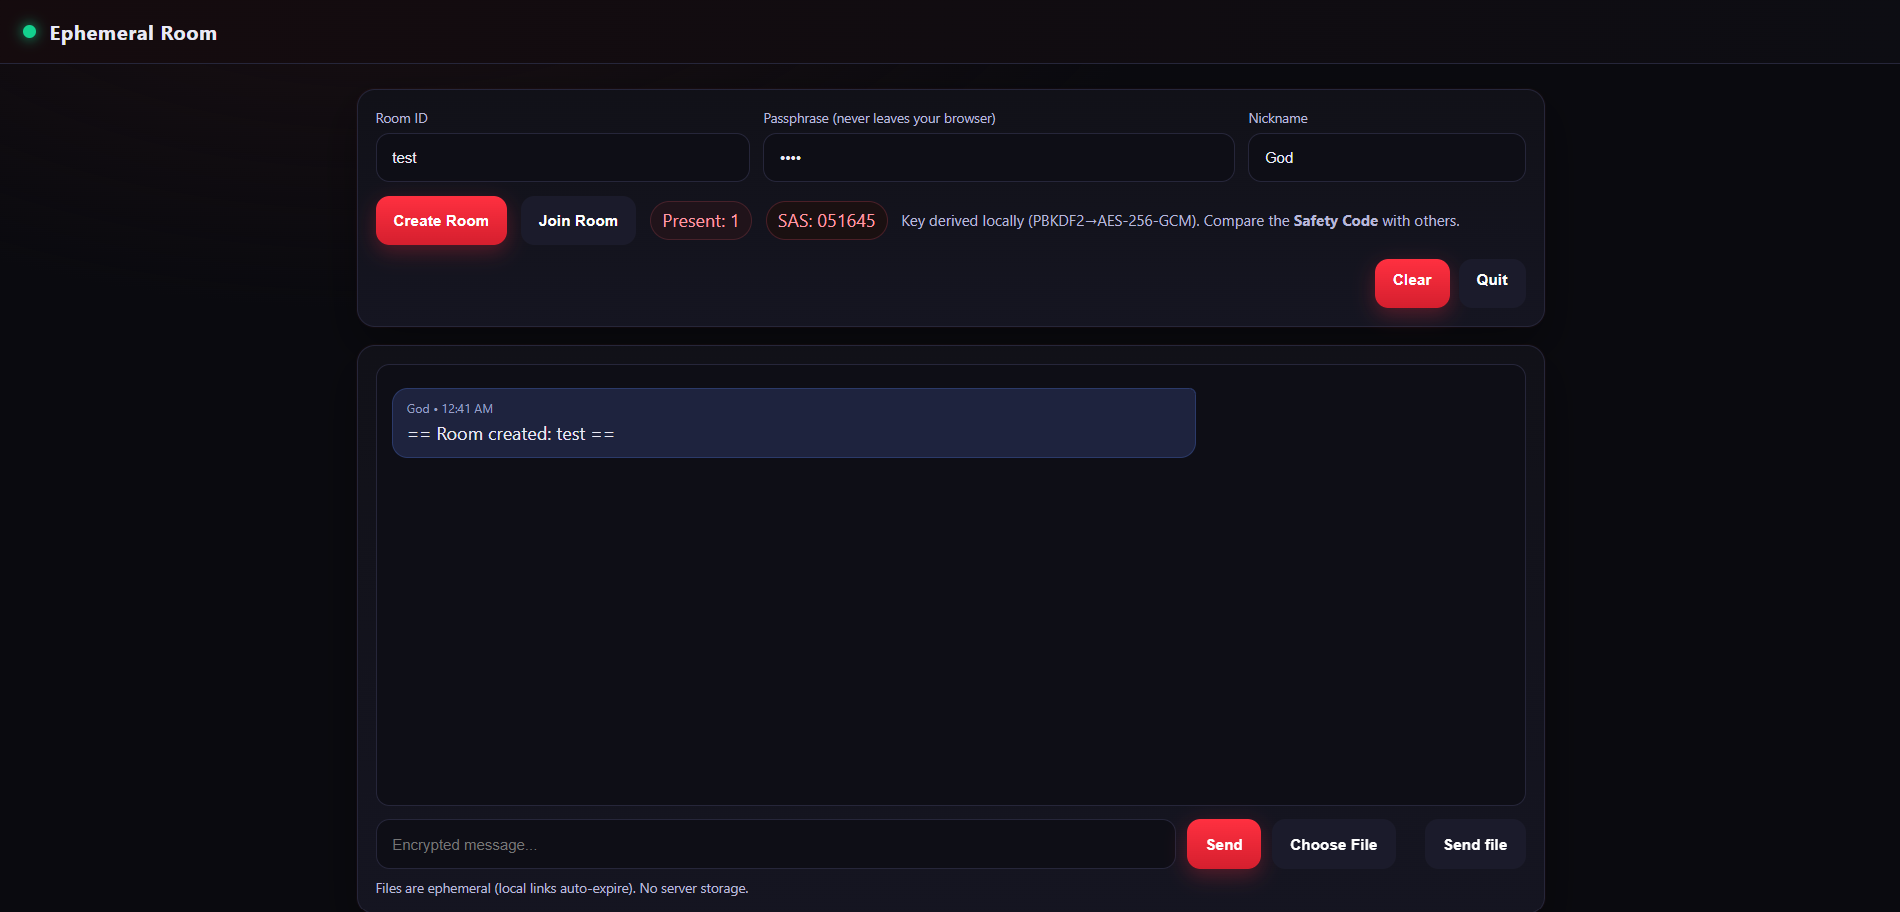 Ephemeral Room
Room ID
Passphrase (never leaves your browser)
Nickname
test
••••
God
Create Room
Join Room
Present: 1
SAS: 051645
Key derived locally (PBKDF2→AES-256-GCM). Compare the Safety Code with others.
Clear
Quit
God • 12:41 AM
== Room created: test ==
Encrypted message...
Send
Choose File
Send file
Files are ephemeral (local links auto-expire). No server storage.